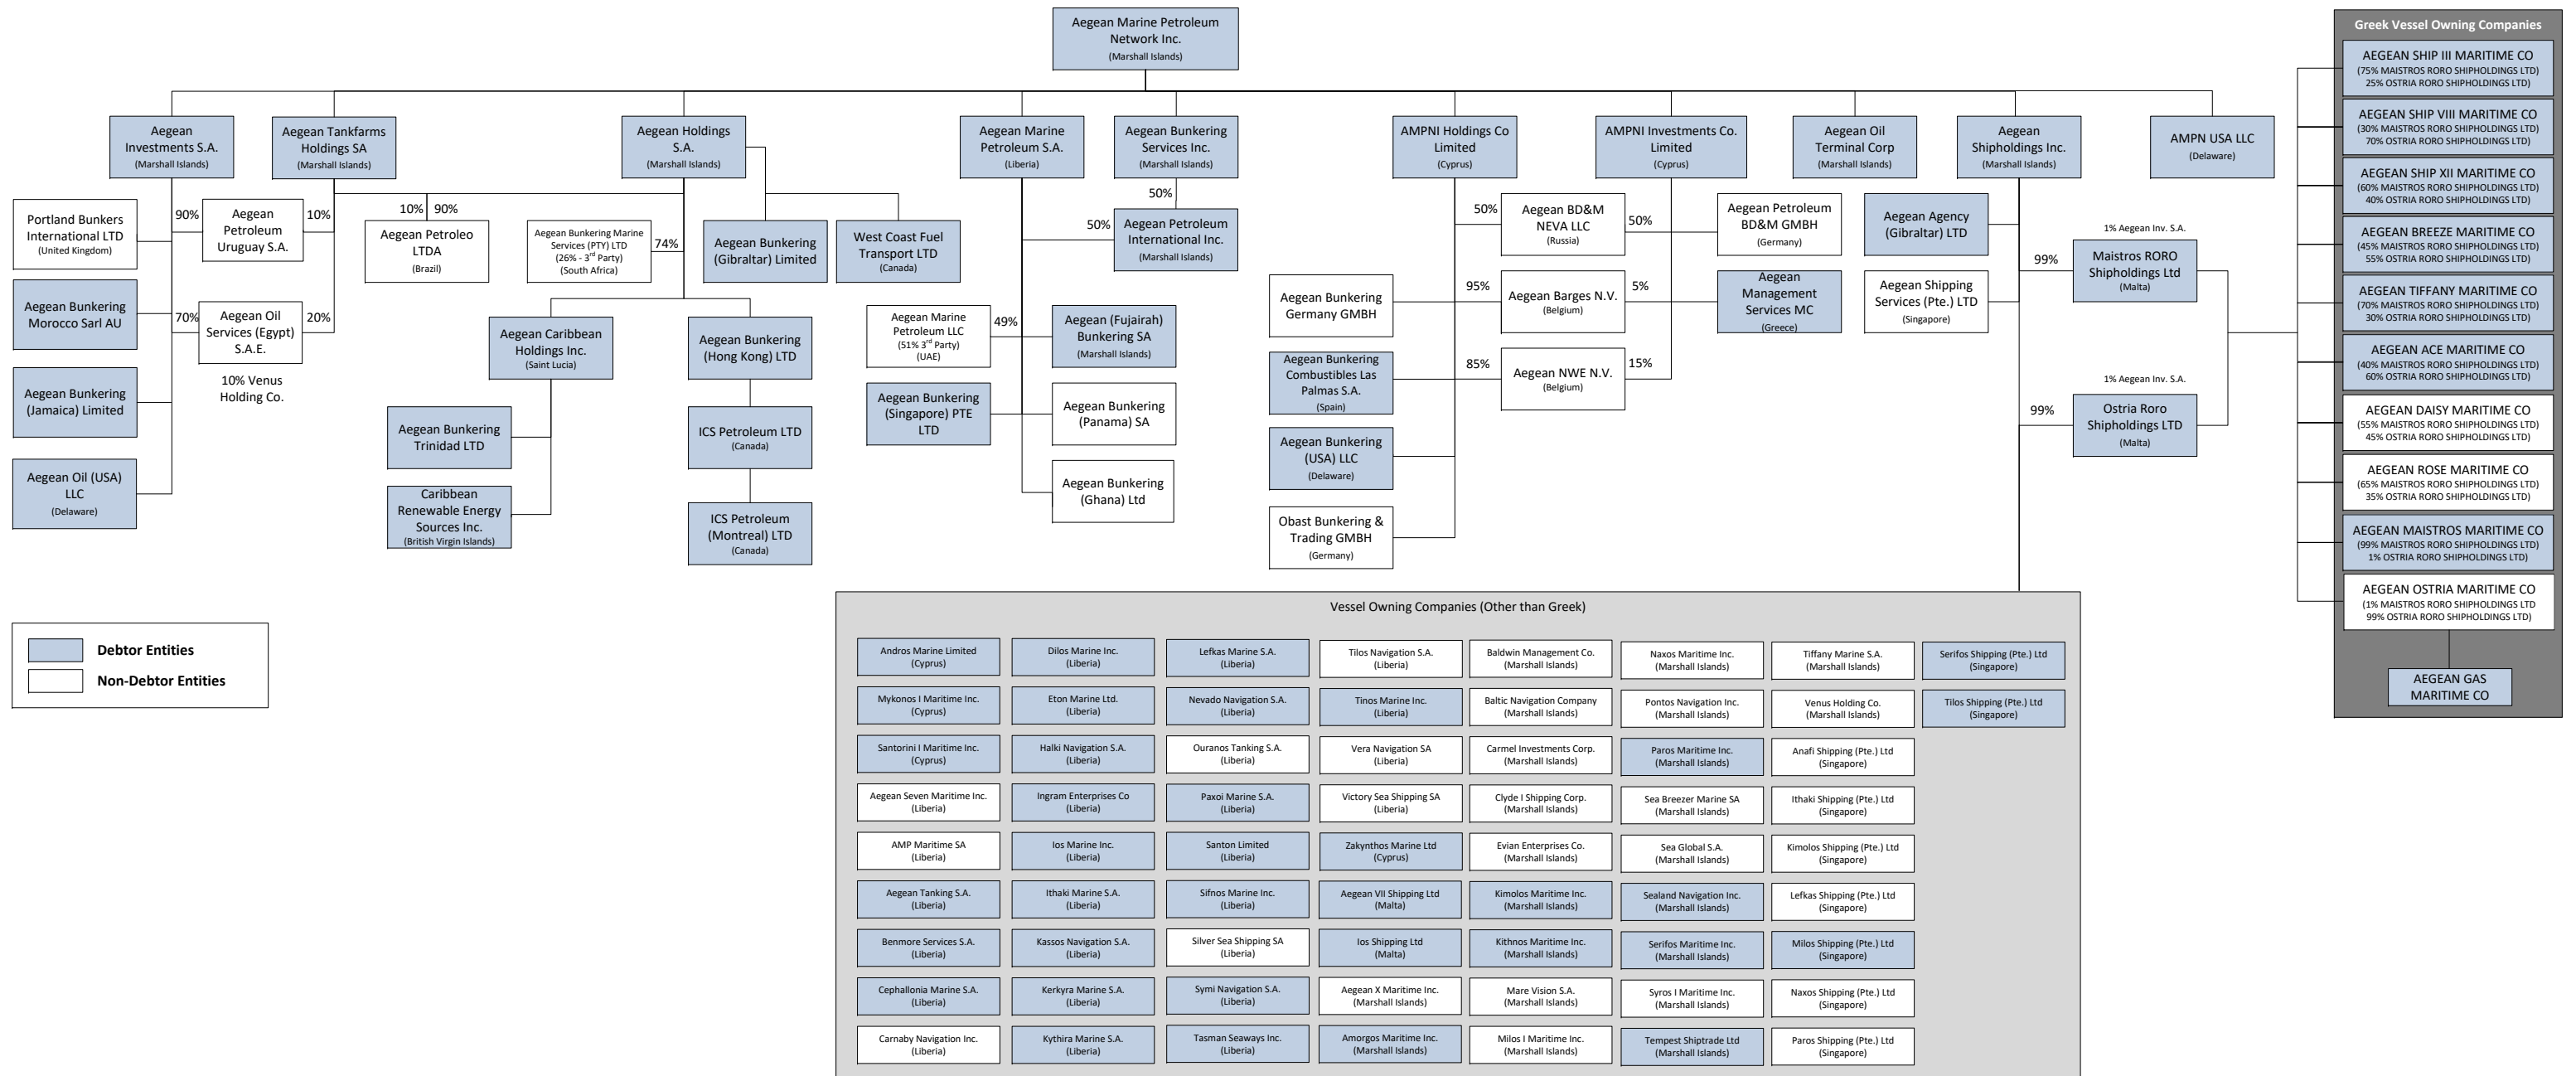 Aegean Marine Petroleum
Network Inc.
(Marshall Islands)
Aegean
Investments S.A.
(Marshall Islands)
Aegean Tankfarms
Holdings SA
(Marshall Islands)
Aegean Holdings
S.A.
(Marshall Islands)
Aegean Marine
Petroleum S.A.
(Liberia)
Aegean Bunkering
Services Inc.
(Marshall Islands)
AMPNI Holdings Co
Limited
(Cyprus)
AMPNI Investments Co.
Limited
(Cyprus)
Aegean Oil
Terminal Corp
(Marshall Islands)
Aegean
Shipholdings Inc.
(Marshall Islands)
AMPN USA LLC
(Delaware)
Portland Bunkers
International LTD
(United Kingdom)
90%
Aegean
Petroleum
Uruguay S.A.
10%
Aegean Bunkering
Morocco Sarl AU
70%
Aegean Oil
Services (Egypt)
S.A.E.
20%
10% Venus
Holding Co.
Aegean Bunkering
(Jamaica) Limited
Aegean Oil (USA)
LLC
(Delaware)
10%
90%
Aegean Petroleo
LTDA
(Brazil)
Aegean Bunkering Marine
Services (PTY) LTD
(26% - 3rd Party)
(South Africa)
74%
Aegean Bunkering
(Gibraltar) Limited
West Coast Fuel
Transport LTD
(Canada)
Aegean Caribbean
Holdings Inc.
(Saint Lucia)
Aegean Bunkering
Trinidad LTD
Caribbean
Renewable Energy
Sources Inc.
(British Virgin Islands)
Aegean Bunkering
(Hong Kong) LTD
ICS Petroleum LTD
(Canada)
ICS Petroleum
(Montreal) LTD
(Canada)
50%
50%
Aegean Petroleum
International Inc.
(Marshall Islands)
Aegean Marine
Petroleum LLC
(51% 3rd Party)
(UAE)
49%
Aegean (Fujairah)
Bunkering SA
(Marshall Islands)
Aegean Bunkering
(Singapore) PTE
LTD
Aegean Bunkering
(Panama) SA
Aegean Bunkering
(Ghana) Ltd
50%
Aegean BD&M
NEVA LLC
(Russia)
50%
Aegean Petroleum
BD&M GMBH
(Germany)
Aegean Bunkering
Germany GMBH
95%
Aegean Barges N.V.
(Belgium)
5%
Aegean
Management
Services MC
(Greece)
Aegean Bunkering
Combustibles Las
Palmas S.A.
(Spain)
85%
Aegean NWE N.V.
(Belgium)
15%
Aegean Bunkering
(USA) LLC
(Delaware)
Obast Bunkering &
Trading GMBH
(Germany)
Aegean Agency
(Gibraltar) LTD
Aegean Shipping
Services (Pte.) LTD
(Singapore)
1% Aegean Inv. S.A.
99%
Maistros RORO
Shipholdings Ltd
(Malta)
1% Aegean Inv. S.A.
99%
Ostria Roro
Shipholdings LTD
(Malta)
Greek Vessel Owning Companies
AEGEAN SHIP III MARITIME CO
(75% MAISTROS RORO SHIPHOLDINGS LTD)
25% OSTRIA RORO SHIPHOLDINGS LTD)
AEGEAN SHIP VIII MARITIME CO
(30% MAISTROS RORO SHIPHOLDINGS LTD)
70% OSTRIA RORO SHIPHOLDINGS LTD)
AEGEAN SHIP XII MARITIME CO
(60% MAISTROS RORO SHIPHOLDINGS LTD)
40% OSTRIA RORO SHIPHOLDINGS LTD)
AEGEAN BREEZE MARITIME CO
(45% MAISTROS RORO SHIPHOLDINGS LTD)
55% OSTRIA RORO SHIPHOLDINGS LTD)
AEGEAN TIFFANY MARITIME CO
(70% MAISTROS RORO SHIPHOLDINGS LTD)
30% OSTRIA RORO SHIPHOLDINGS LTD)
AEGEAN ACE MARITIME CO
(40% MAISTROS RORO SHIPHOLDINGS LTD)
60% OSTRIA RORO SHIPHOLDINGS LTD)
AEGEAN DAISY MARITIME CO
(55% MAISTROS RORO SHIPHOLDINGS LTD)
45% OSTRIA RORO SHIPHOLDINGS LTD)
AEGEAN ROSE MARITIME CO
(65% MAISTROS RORO SHIPHOLDINGS LTD)
35% OSTRIA RORO SHIPHOLDINGS LTD)
AEGEAN MAISTROS MARITIME CO
(99% MAISTROS RORO SHIPHOLDINGS LTD)
1% OSTRIA RORO SHIPHOLDINGS LTD)
AEGEAN OSTRIA MARITIME CO
(1% MAISTROS RORO SHIPHOLDINGS LTD
99% OSTRIA RORO SHIPHOLDINGS LTD)
AEGEAN GAS
MARITIME CO
Debtor Entities
Non-Debtor Entities
Vessel Owning Companies (Other than Greek)
Andros Marine Limited
(Cyprus)
Mykonos I Maritime Inc.
(Cyprus)
Santorini I Maritime Inc.
(Cyprus)
Aegean Seven Maritime Inc.
(Liberia)
AMP Maritime SA
(Liberia)
Aegean Tanking S.A.
(Liberia)
Benmore Services S.A.
(Liberia)
Cephallonia Marine S.A.
(Liberia)
Carnaby Navigation Inc.
(Liberia)
Dilos Marine Inc.
(Liberia)
Eton Marine Ltd.
(Liberia)
Halki Navigation S.A.
(Liberia)
Ingram Enterprises Co
(Liberia)
Ios Marine Inc.
(Liberia)
Ithaki Marine S.A.
(Liberia)
Kassos Navigation S.A.
(Liberia)
Kerkyra Marine S.A.
(Liberia)
Kythira Marine S.A.
(Liberia)
Lefkas Marine S.A.
(Liberia)
Nevado Navigation S.A.
(Liberia)
Ouranos Tanking S.A.
(Liberia)
Paxoi Marine S.A.
(Liberia)
Santon Limited
(Liberia)
Sifnos Marine Inc.
(Liberia)
Silver Sea Shipping SA
(Liberia)
Symi Navigation S.A.
(Liberia)
Tasman Seaways Inc.
(Liberia)
Tilos Navigation S.A.
(Liberia)
Tinos Marine Inc.
(Liberia)
Vera Navigation SA
(Liberia)
Victory Sea Shipping SA
(Liberia)
Zakynthos Marine Ltd
(Cyprus)
Aegean VII Shipping Ltd
(Malta)
Ios Shipping Ltd
(Malta)
Aegean X Maritime Inc.
(Marshall Islands)
Amorgos Maritime Inc.
(Marshall Islands)
Baldwin Management Co.
(Marshall Islands)
Baltic Navigation Company
(Marshall Islands)
Carmel Investments Corp.
(Marshall Islands)
Clyde I Shipping Corp.
(Marshall Islands)
Evian Enterprises Co.
(Marshall Islands)
Kimolos Maritime Inc.
(Marshall Islands)
Kithnos Maritime Inc.
(Marshall Islands)
Mare Vision S.A.
(Marshall Islands)
Milos I Maritime Inc.
(Marshall Islands)
Naxos Maritime Inc.
(Marshall Islands)
Pontos Navigation Inc.
(Marshall Islands)
Paros Maritime Inc.
(Marshall Islands)
Sea Breezer Marine SA
(Marshall Islands)
Sea Global S.A.
(Marshall Islands)
Sealand Navigation Inc.
(Marshall Islands)
Serifos Maritime Inc.
(Marshall Islands)
Syros I Maritime Inc.
(Marshall Islands)
Tempest Shiptrade Ltd
(Marshall Islands)
Tiffany Marine S.A.
(Marshall Islands)
Venus Holding Co.
(Marshall Islands)
Anafi Shipping (Pte.) Ltd
(Singapore)
Ithaki Shipping (Pte.) Ltd
(Singapore)
Kimolos Shipping (Pte.) Ltd
(Singapore)
Lefkas Shipping (Pte.) Ltd
(Singapore)
Milos Shipping (Pte.) Ltd
(Singapore)
Naxos Shipping (Pte.) Ltd
(Singapore)
Paros Shipping (Pte.) Ltd
(Singapore)
Serifos Shipping (Pte.) Ltd
(Singapore)
Tilos Shipping (Pte.) Ltd
(Singapore)